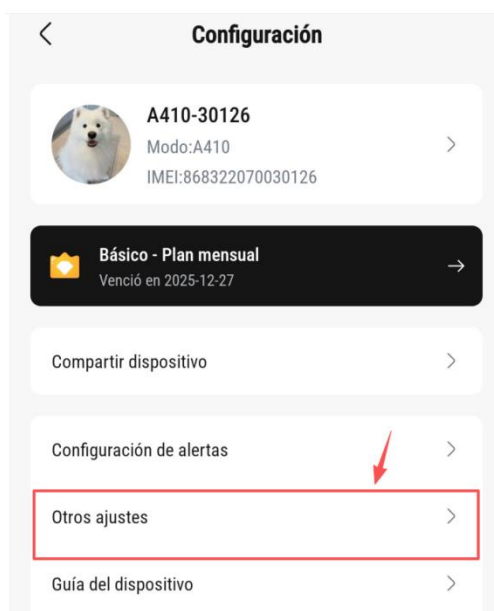 Configuración
A410-30126
Modo:A410
IMEI:868322070030126
Básico - Plan mensual
Venció en 2025-12-27
Compartir dispositivo
Configuración de alertas
Otros ajustes
Guía del dispositivo